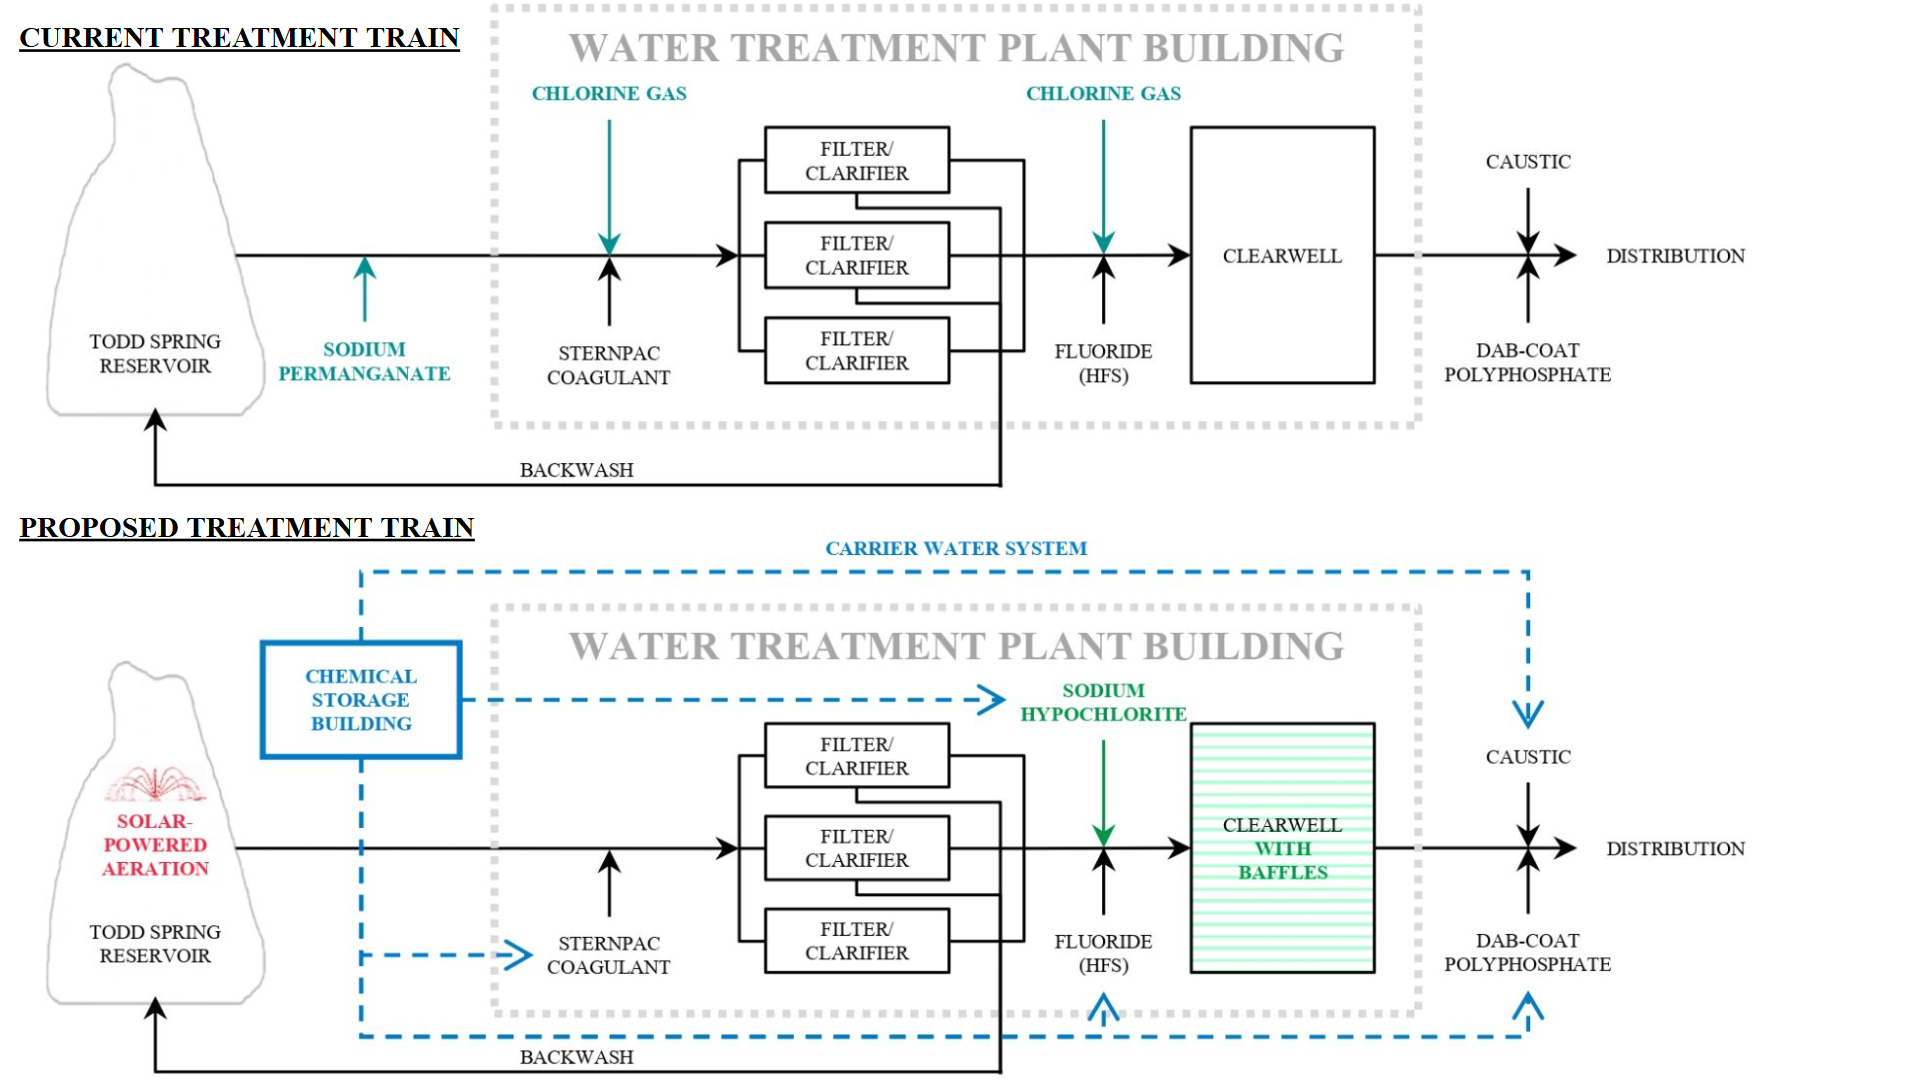 CURRENT TREATMENT TRAIN
WATER TREATMENT PLANT BUILDING
CHLORINE GAS
CHLORINE GAS
FILTER/
CLARIFIER
CAUSTIC
FILTER/
CLARIFIER
CLEARWELL
DISTRIBUTION
TODD SPRING
RESERVOIR
SODIUM
PERMANGANATE
STERNPAC
COAGULANT
FILTER/
CLARIFIER
FLUORIDE
(HFS)
DAB-COAT
POLYPHOSPHATE
BACKWASH
PROPOSED TREATMENT TRAIN
CARRIER WATER SYSTEM
WATER TREATMENT PLANT BUILDING
CHEMICAL
STORAGE
BUILDING
SODIUM
HYPOCHLORITE
FILTER/
CLARIFIER
CAUSTIC
SOLAR-
POWERED
AERATION
FILTER/
CLARIFIER
CLEARWELL
WITH
BAFFLES
DISTRIBUTION
TODD SPRING
RESERVOIR
STERNPAC
COAGULANT
FILTER/
CLARIFIER
FLUORIDE
(HFS)
DAB-COAT
POLYPHOSPHATE
BACKWASH